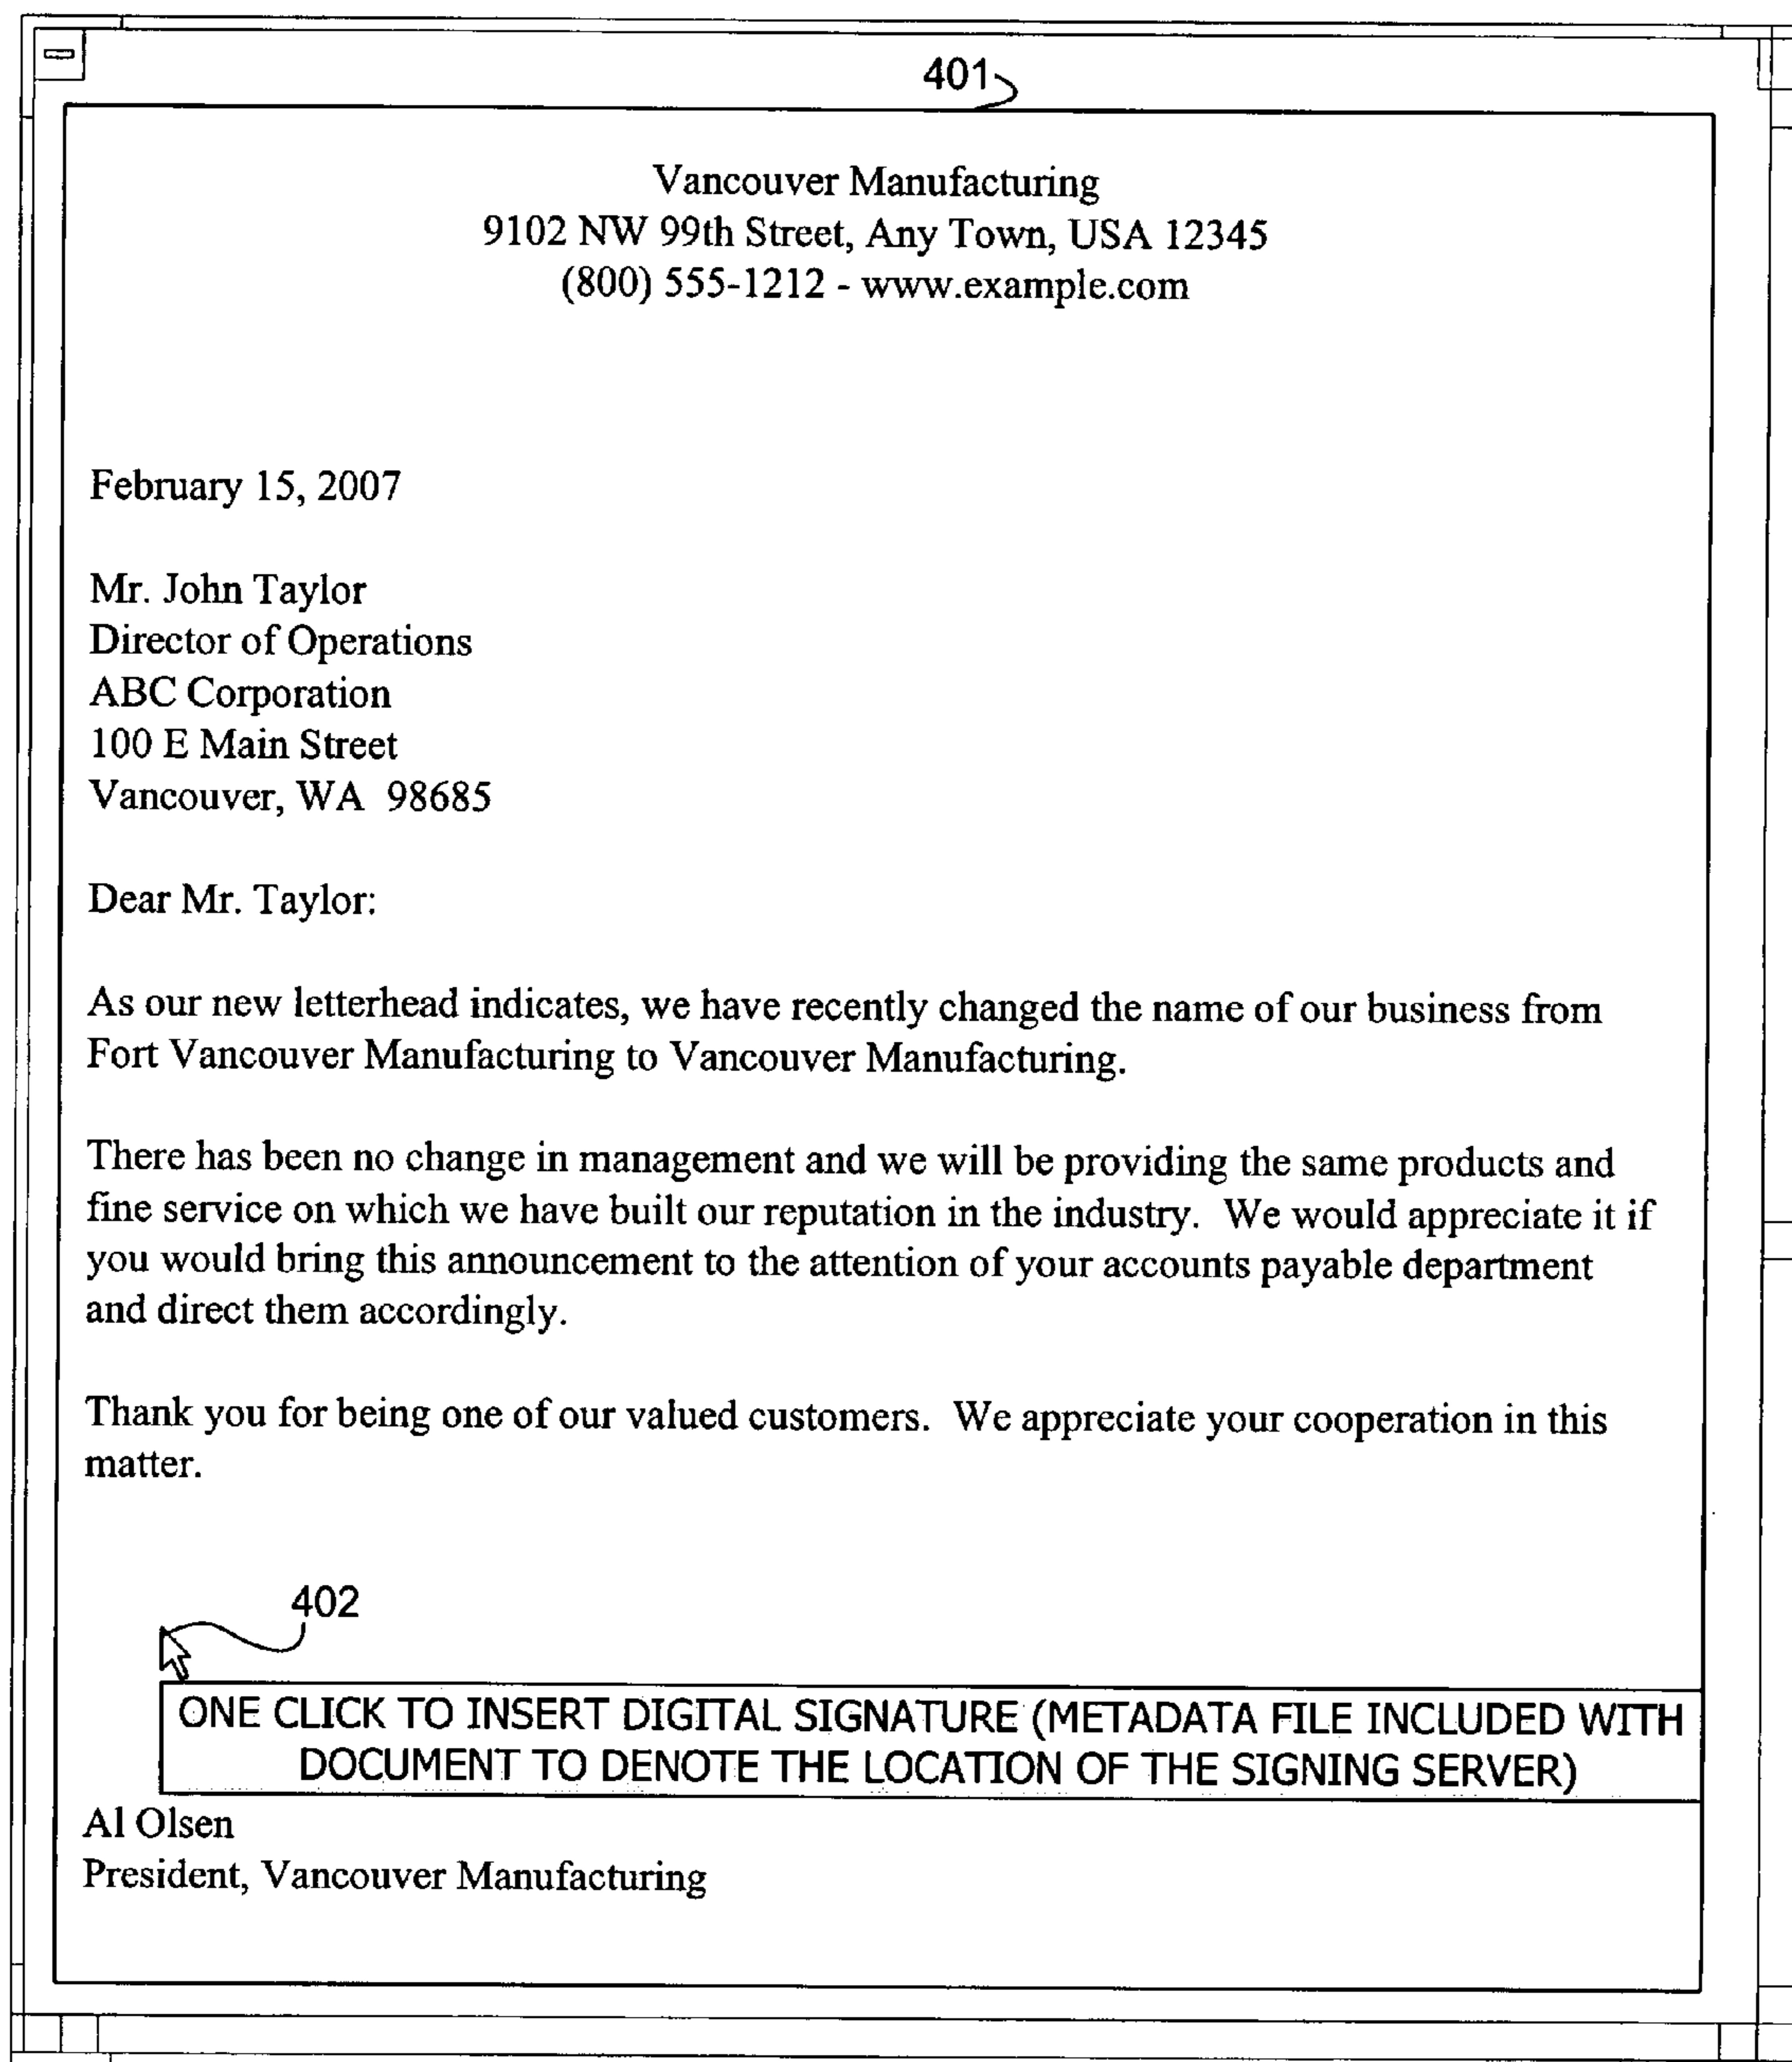 401
Vancouver Manufacturing
9102 NW 99th Street, Any Town, USA 12345
(800) 555-1212 - www.example.com
February 15, 2007
Mr. John Taylor
Director of Operations
ABC Corporation
100 E Main Street
Vancouver, WA  98685
Dear Mr. Taylor:
As our new letterhead indicates, we have recently changed the name of our business from
Fort Vancouver Manufacturing to Vancouver Manufacturing.
There has been no change in management and we will be providing the same products and
fine service on which we have built our reputation in the industry.  We would appreciate it if
you would bring this announcement to the attention of your accounts payable department
and direct them accordingly.
Thank you for being one of our valued customers.  We appreciate your cooperation in this
matter.
402
ONE CLICK TO INSERT DIGITAL SIGNATURE (METADATA FILE INCLUDED WITH
DOCUMENT TO DENOTE THE LOCATION OF THE SIGNING SERVER)
Al Olsen
President, Vancouver Manufacturing